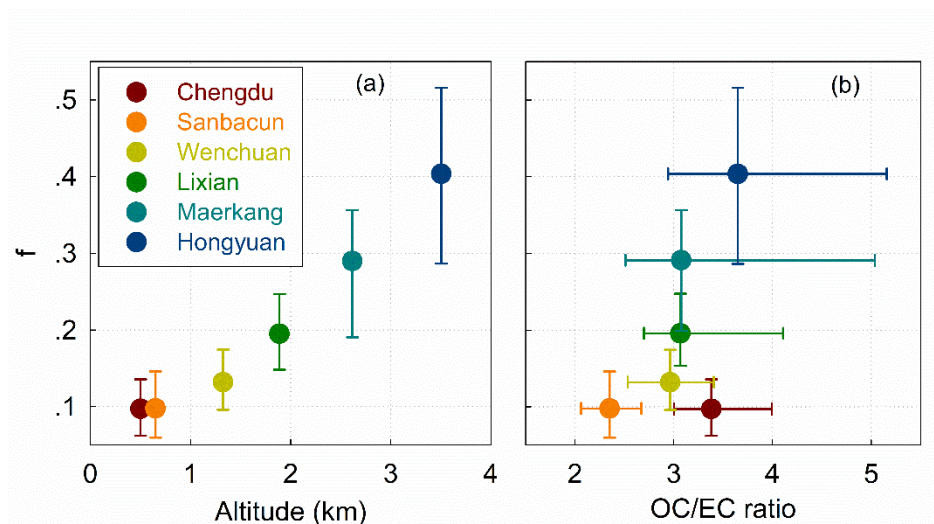 (a)
(b)
Chengdu
Sanbacun
Wenchuan
Lixian
Maerkang
Hongyuan
f
.5
.4
.3
.2
.1
0 1 2 3 4
2 3 4 5
Altitude (km)
OC/EC ratio